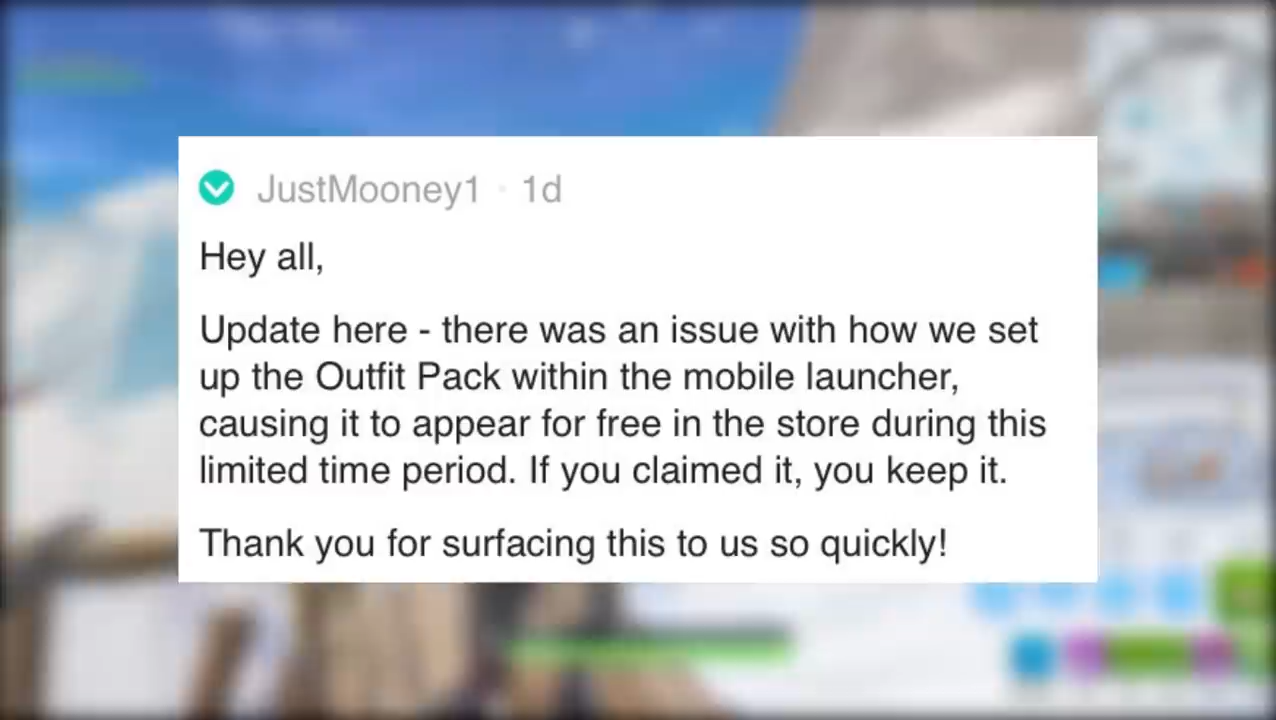 JustMooney1 · 1d
Hey all,
Update here - there was an issue with how we set
up the Outfit Pack within the mobile launcher,
causing it to appear for free in the store during this
limited time period. If you claimed it, you keep it.
Thank you for surfacing this to us so quickly!